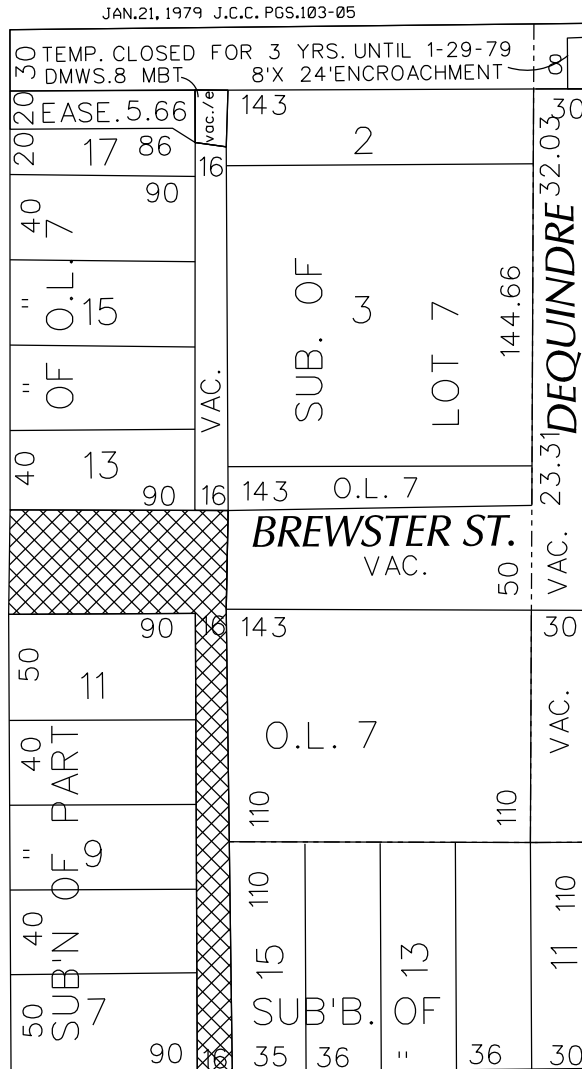 JAN.21, 1979 J.C.C. PGS.103-05
30 TEMP. CLOSED FOR 3 YRS. UNTIL 1-29-79
DMWS.8 MBT 8'X 24'ENCROACHMENT 8
20 EASE. 5.66 vac./e 143 30
20 17 86 16 2 32.03
90
40
"
"
40
OF O.L. 7
15
13
90 16
VAC.
SUB. OF
3
LOT 7
144.66
DEQUINDRE
23.31
143 O.L. 7
BREWSTER ST.
VAC.
50
VAC.
90 16 143 30
50
11
40
"
9
40
50
7
SUB'N OF PART
O.L. 7
110
110
VAC.
110
15
13
11
110
SUB'B. OF
90 16 35 36 " 36 30